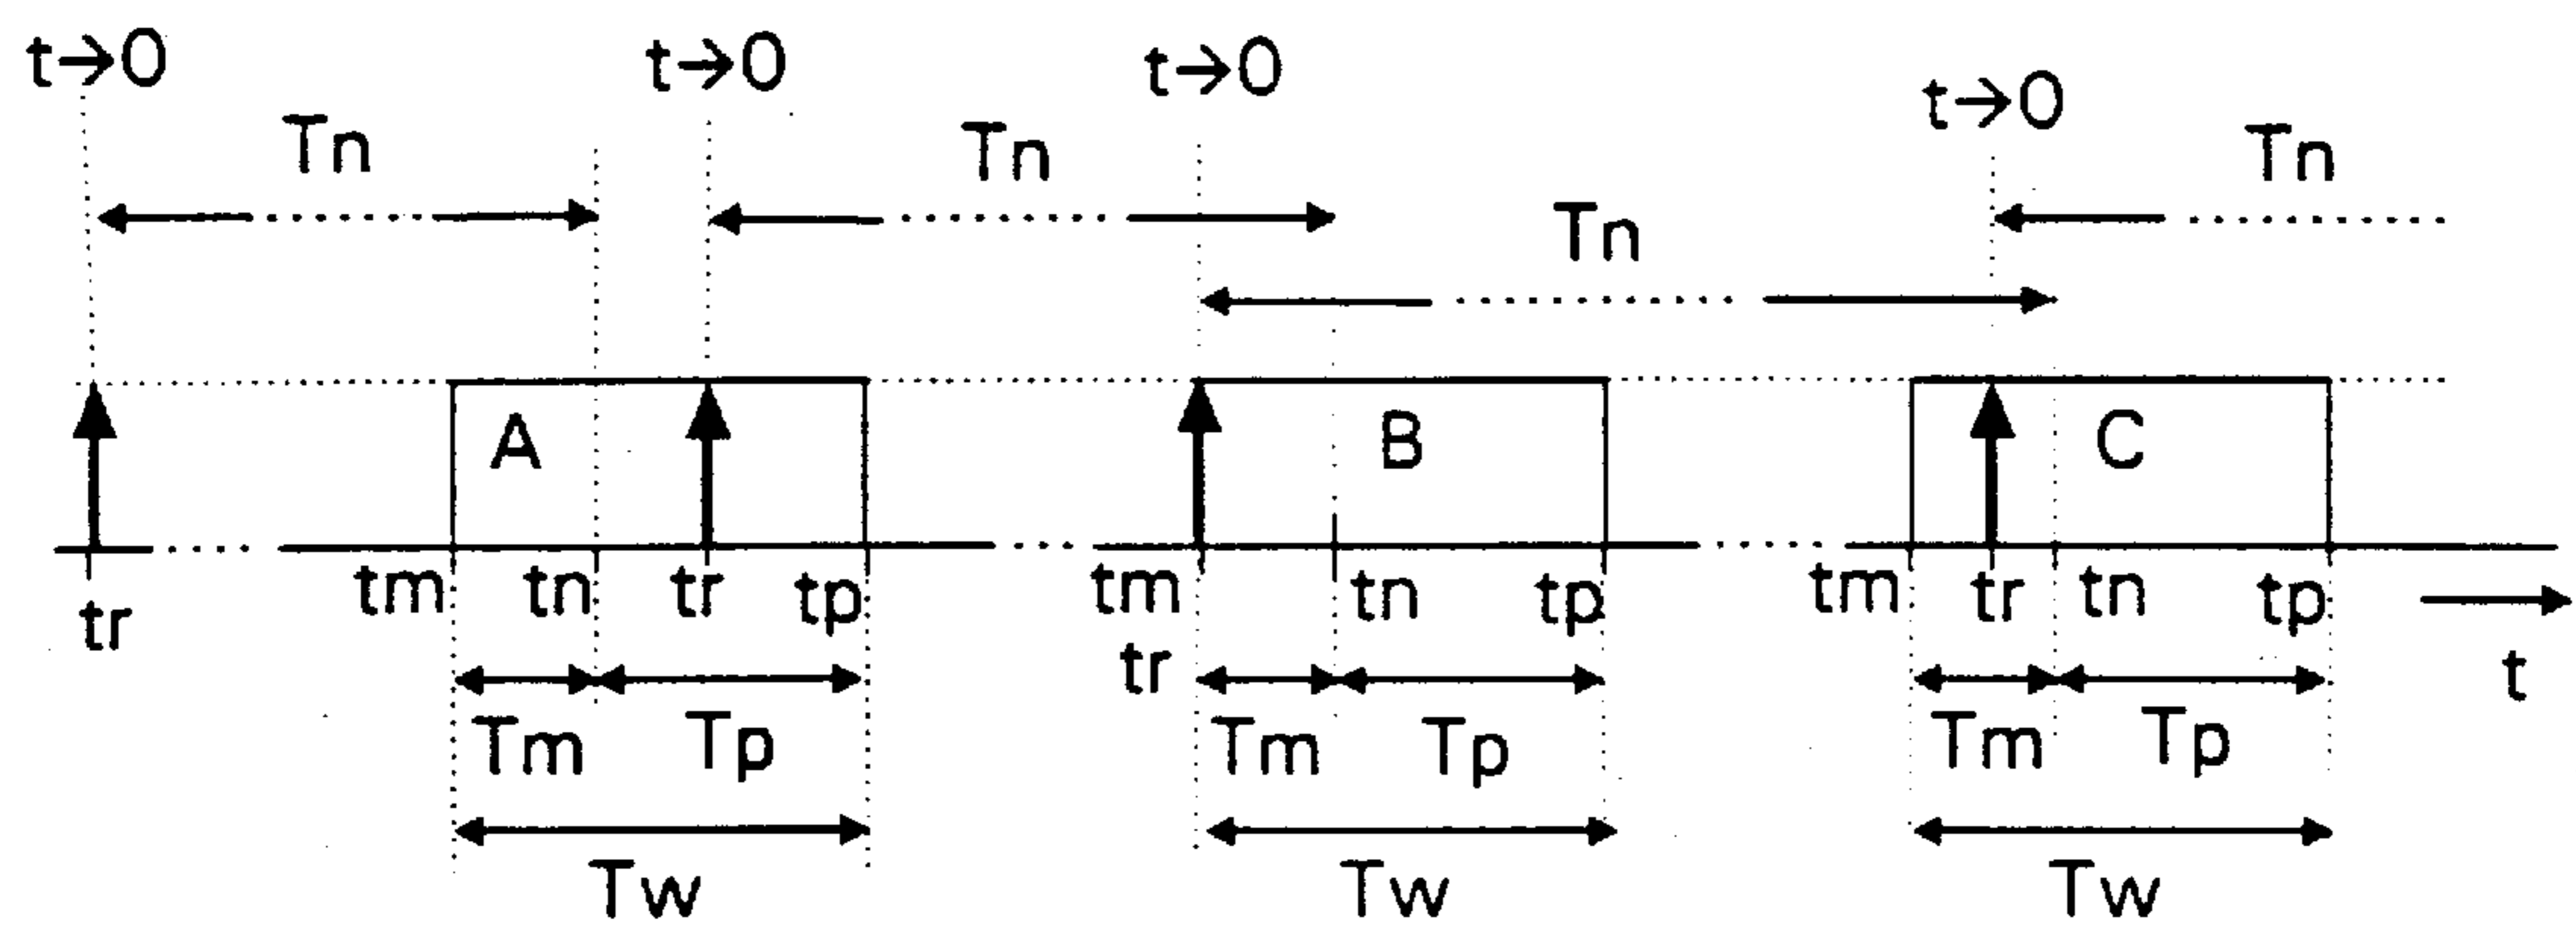 t→0 t→0 t→0 t→0
Tn Tn Tn Tn
A B C
tm tn tr tp tm tn tp tm tr tn tp
tr tr t
Tm Tp Tm Tp Tm Tp
Tw Tw Tw